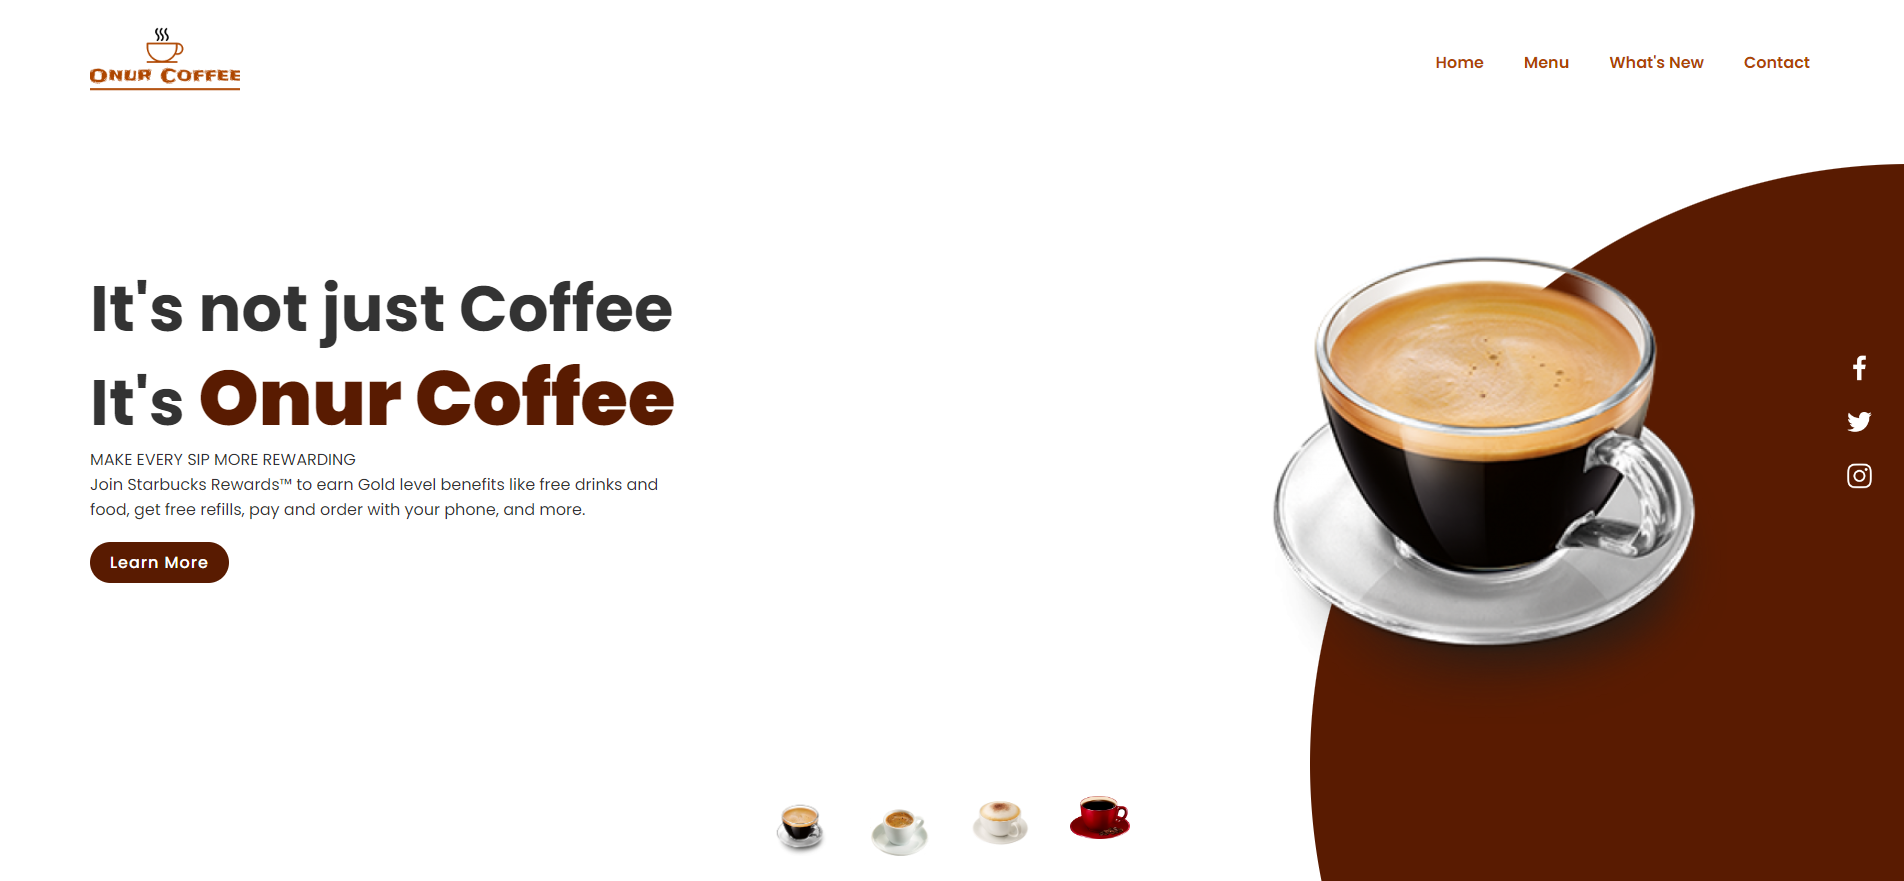 Onur Coffee
Home Menu What's New Contact
It's not just Coffee
It's Onur Coffee
MAKE EVERY SIP MORE REWARDING
Join Starbucks Rewards™ to earn Gold level benefits like free drinks and
food, get free refills, pay and order with your phone, and more.
Learn More